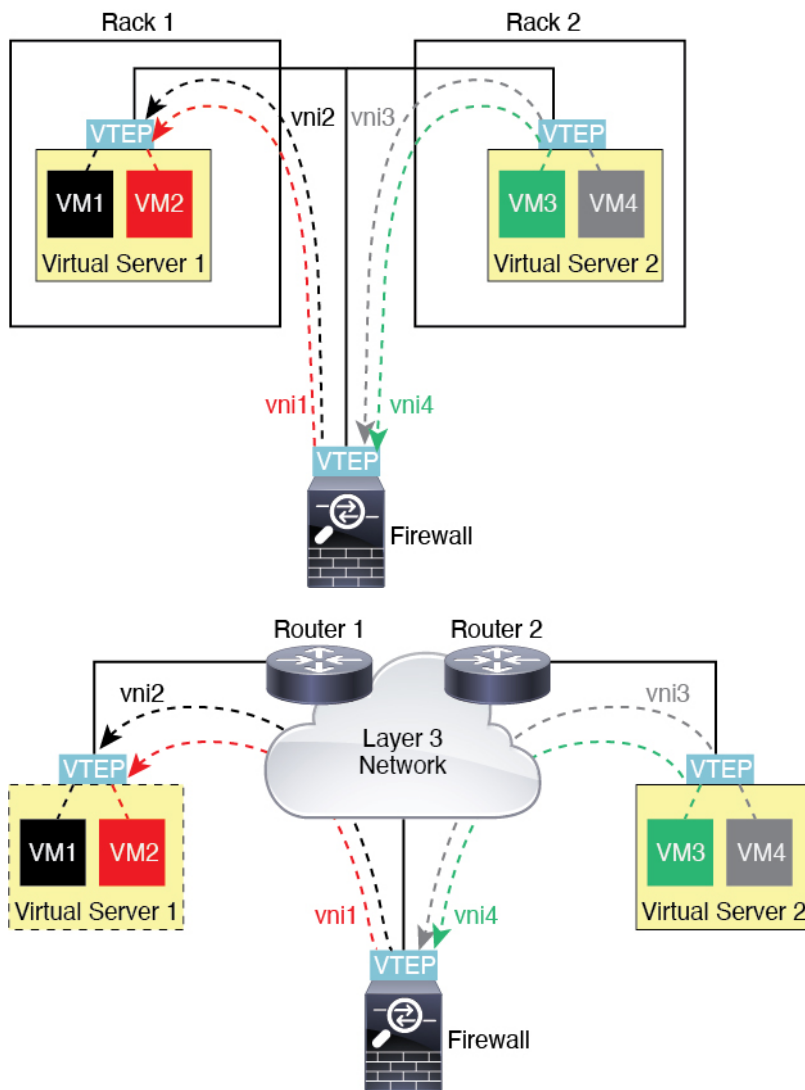 Rack 1
Rack 2
vni2
vni3
VTEP
VTEP
VM1
VM2
VM3
VM4
Virtual Server 1
Virtual Server 2
vni1
vni4
VTEP
Firewall
Router 1
Router 2
vni2
vni3
Layer 3
Network
VTEP
VTEP
VM1
VM2
VM3
VM4
Virtual Server 1
Virtual Server 2
vni1
vni4
VTEP
Firewall